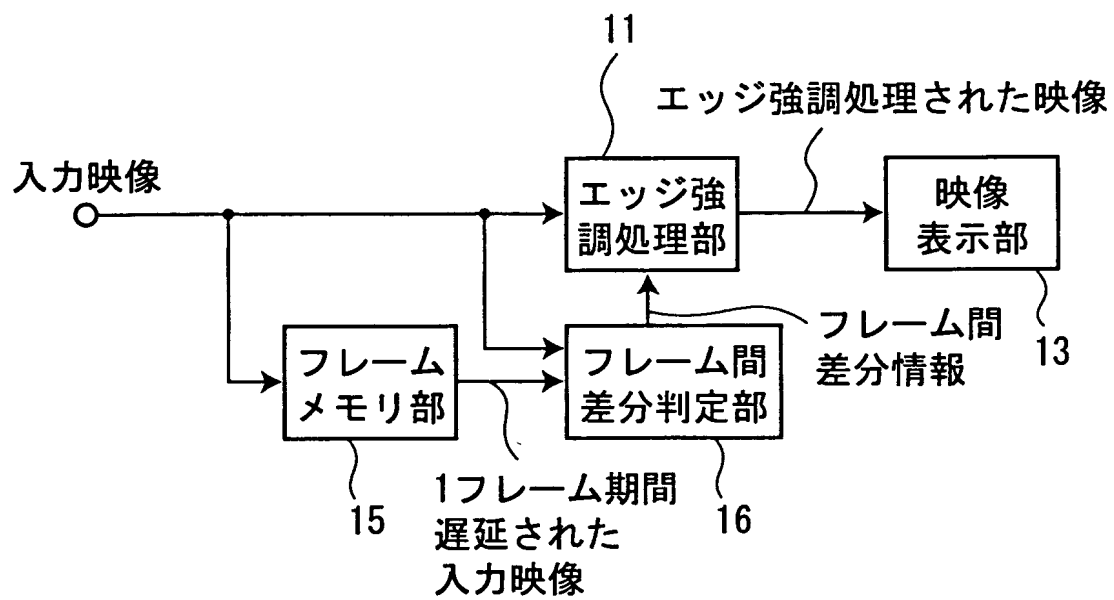 11
エッジ強調処理された映像
入力映像
エッジ強
調処理部
映像
表示部
フレーム間
差分情報
13
フレーム
メモリ部
フレーム間
差分判定部
15
1フレーム期間
遅延された
入力映像
16